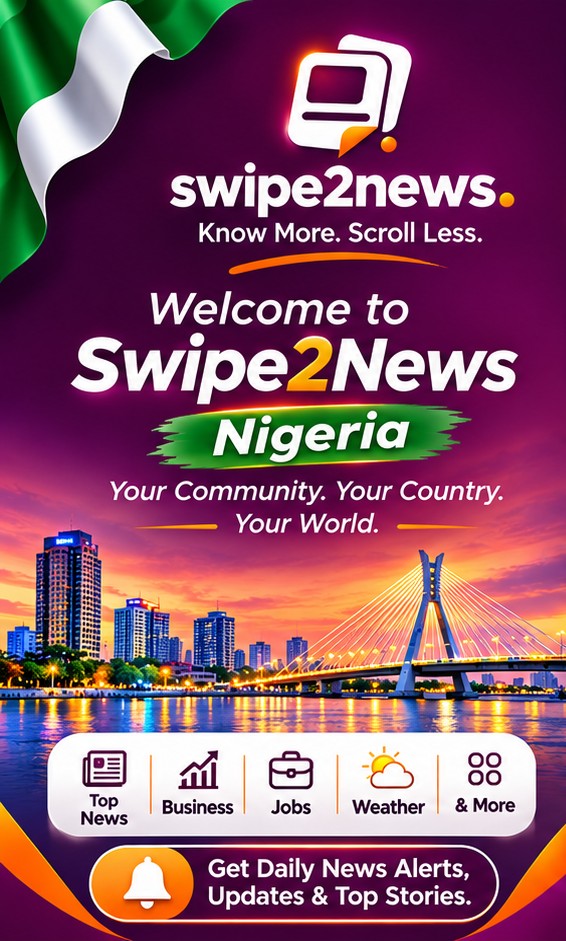 swipe2news.
Know More. Scroll Less.
Welcome to
Swipe2News
Nigeria
Your Community. Your Country.
Your World.
Top
News
Business
Jobs
Weather
& More
Get Daily News Alerts,
Updates & Top Stories.